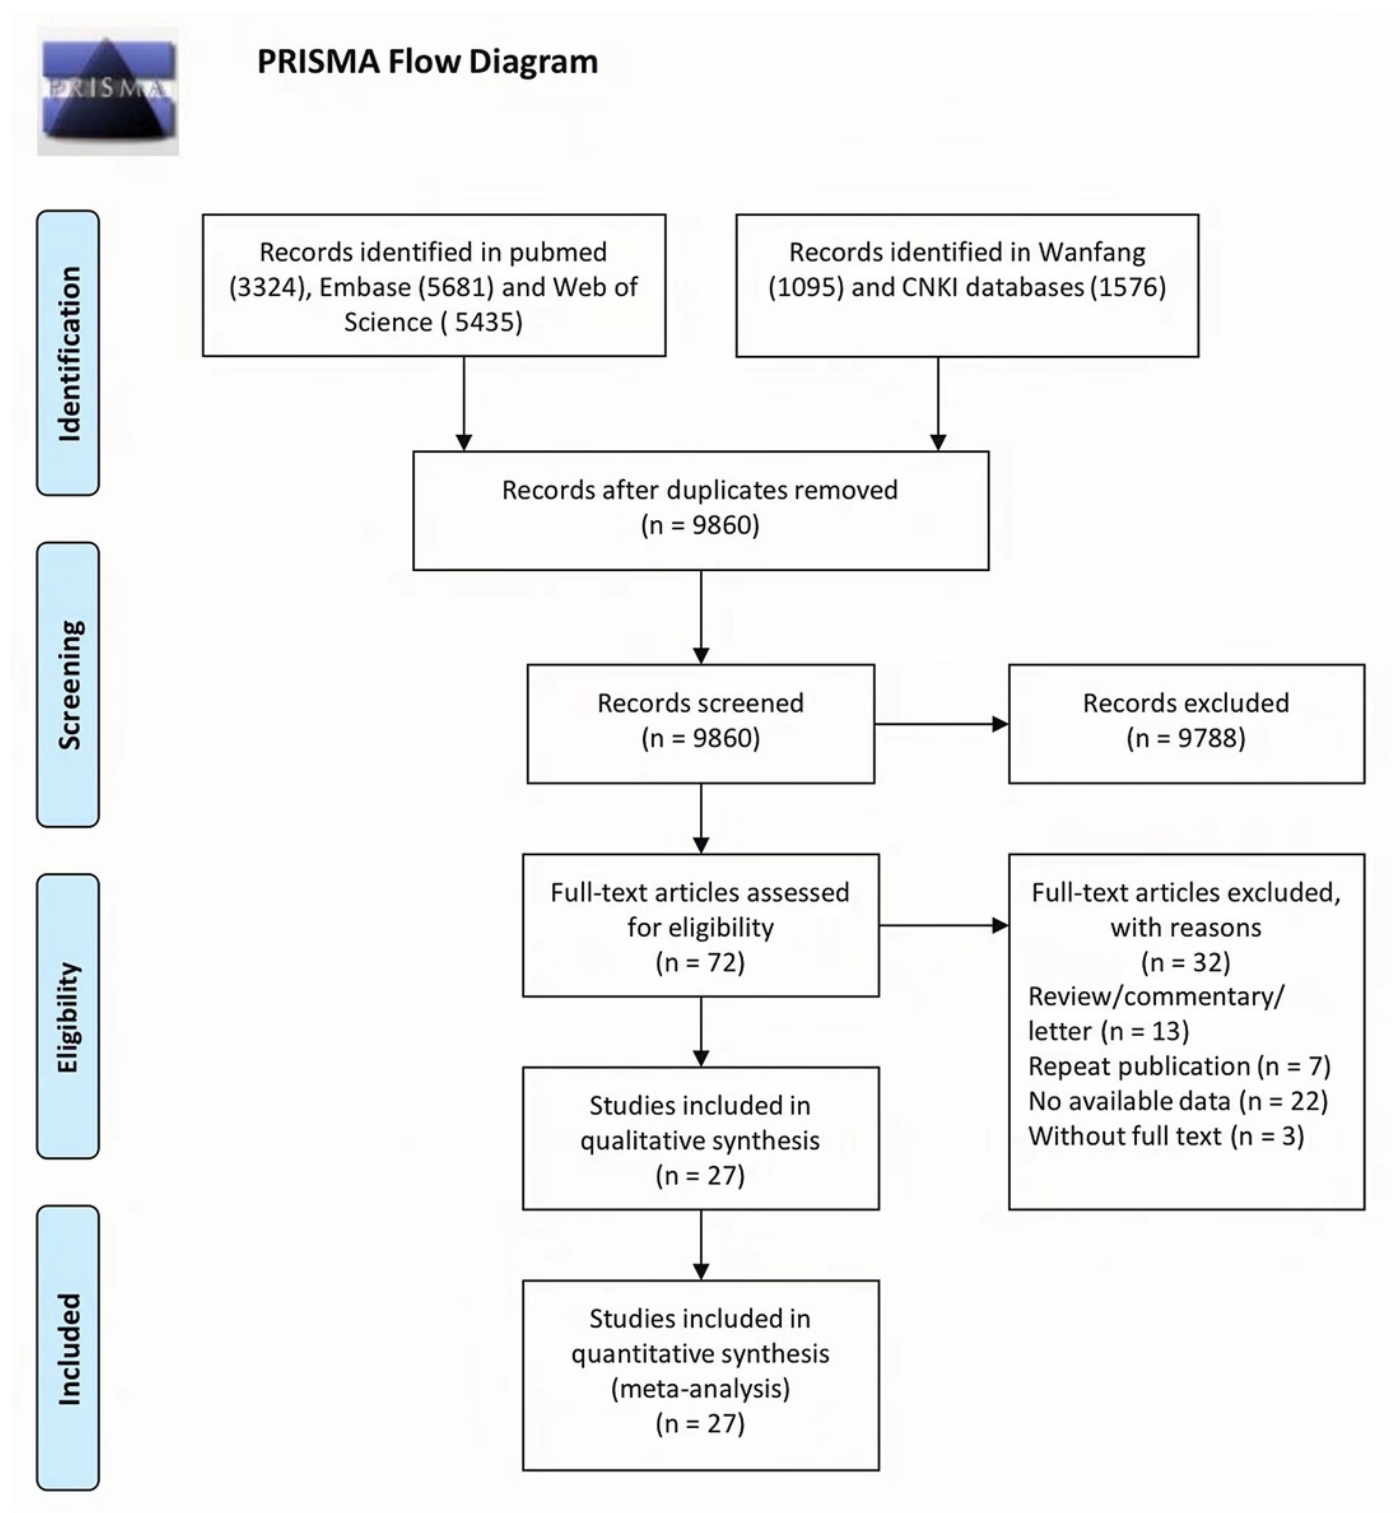 PRISMA
PRISMA Flow Diagram
Identification
Records identified in pubmed
(3324), Embase (5681) and Web of
Science ( 5435)
Records identified in Wanfang
(1095) and CNKI databases (1576)
Records after duplicates removed
(n = 9860)
Screening
Records screened
(n = 9860)
Records excluded
(n = 9788)
Eligibility
Full-text articles assessed
for eligibility
(n = 72)
Full-text articles excluded,
with reasons
(n = 32)
Review/commentary/
letter (n = 13)
Repeat publication (n = 7)
No available data (n = 22)
Without full text (n = 3)
Studies included in
qualitative synthesis
(n = 27)
Included
Studies included in
quantitative synthesis
(meta-analysis)
(n = 27)